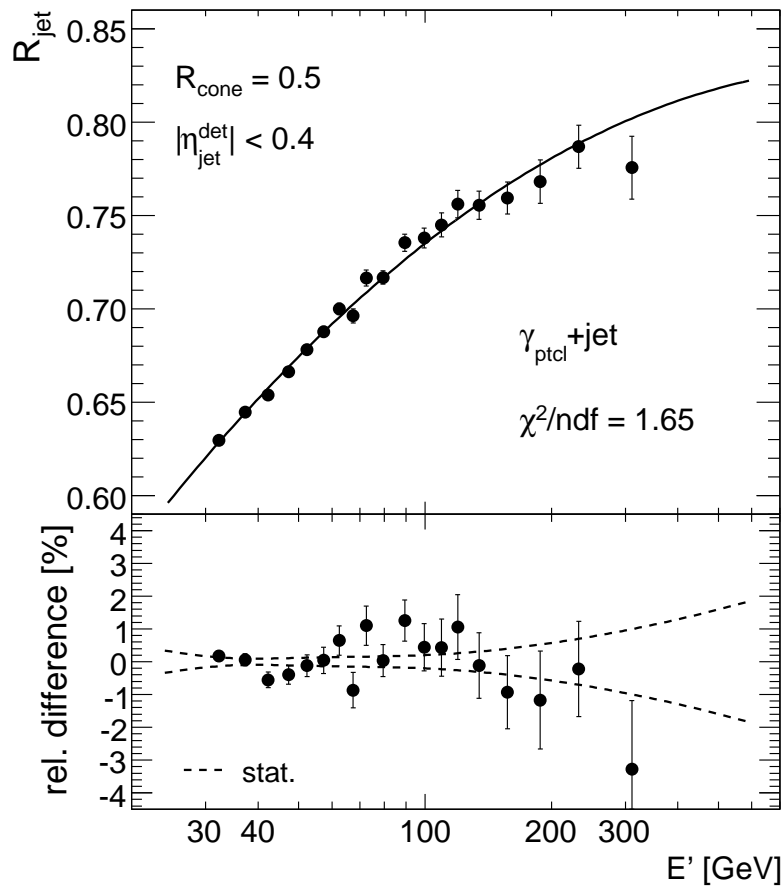 R_jet
0.85
0.80
0.75
0.70
0.65
0.60
R_cone = 0.5
|η^det_jet| < 0.4
γ_ptcl+jet
χ²/ndf = 1.65
rel. difference [%]
4
3
2
1
0
-1
-2
-3
-4
stat.
30 40 100 200 300
E' [GeV]